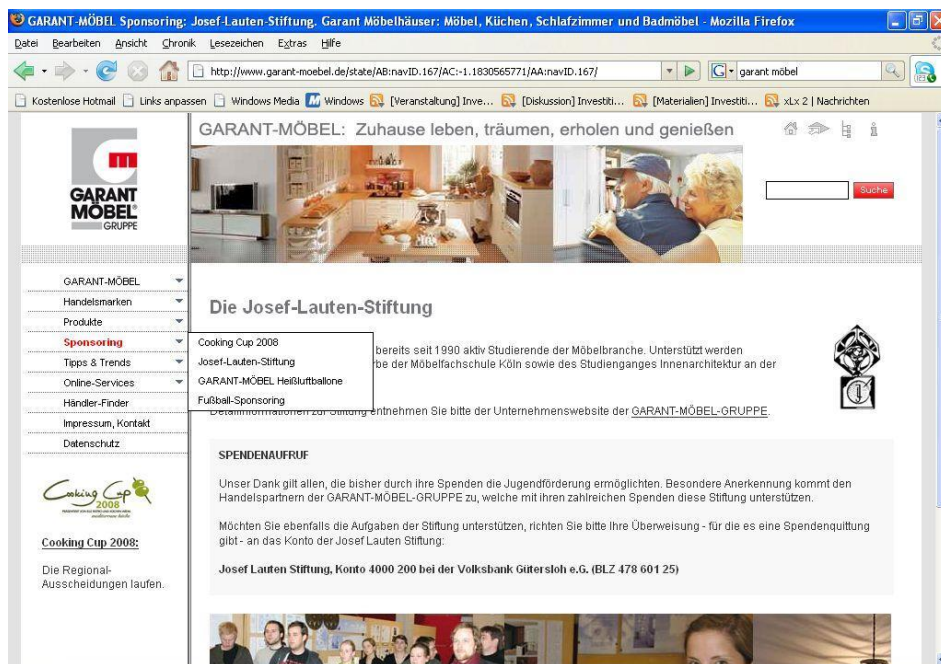 GARANT-MÖBEL Sponsoring: Josef-Lauten-Stiftung. Garant Möbelhäuser: Möbel, Küchen, Schlafzimmer und Badmöbel - Mozilla Firefox
Datei Bearbeiten Ansicht Chronik Lesezeichen Extras Hilfe
http://www.garant-moebel.de/state/AB:navID.167/AC:-1.1830565771/AA:navID.167/ garant möbel
Kostenlose Hotmail Links anpassen Windows Media Windows [Veranstaltung] Inve... [Diskussion] Investiti... [Materialien] Investiti... xLx 2 | Nachrichten
GARANT-MÖBEL: Zuhause leben, träumen, erholen und genießen
GARANT
MÖBEL
GRUPPE
Suche
GARANT-MÖBEL
Handelsmarken
Produkte
Sponsoring
Tipps & Trends
Online-Services
Händler-Finder
Impressum, Kontakt
Datenschutz
Cooking Cup 2008
Josef-Lauten-Stiftung
GARANT-MÖBEL Heißluftballone
Fußball-Sponsoring
Die Josef-Lauten-Stiftung
bereits seit 1990 aktiv Studierende der Möbelbranche. Unterstützt werden
der Möbelfachschule Köln sowie des Studienganges Innenarchitektur an der
Detailinformationen zur Stiftung entnehmen Sie bitte der Unternehmenswebsite der GARANT-MÖBEL-GRUPPE.
SPENDENAUFRUF
Unser Dank gilt allen, die bisher durch ihre Spenden die Jugendförderung ermöglichten. Besondere Anerkennung kommt den
Handelspartnern der GARANT-MÖBEL-GRUPPE zu, welche mit ihren zahlreichen Spenden diese Stiftung unterstützen.
Möchten Sie ebenfalls die Aufgaben der Stiftung unterstützen, richten Sie bitte Ihre Überweisung - für die es eine Spendenquittung
gibt - an das Konto der Josef Lauten Stiftung:
Josef Lauten Stiftung, Konto 4000 200 bei der Volksbank Gütersloh e.G. (BLZ 478 601 25)
Cooking Cup
2008
Cooking Cup 2008:
Die Regional-
Ausscheidungen laufen.